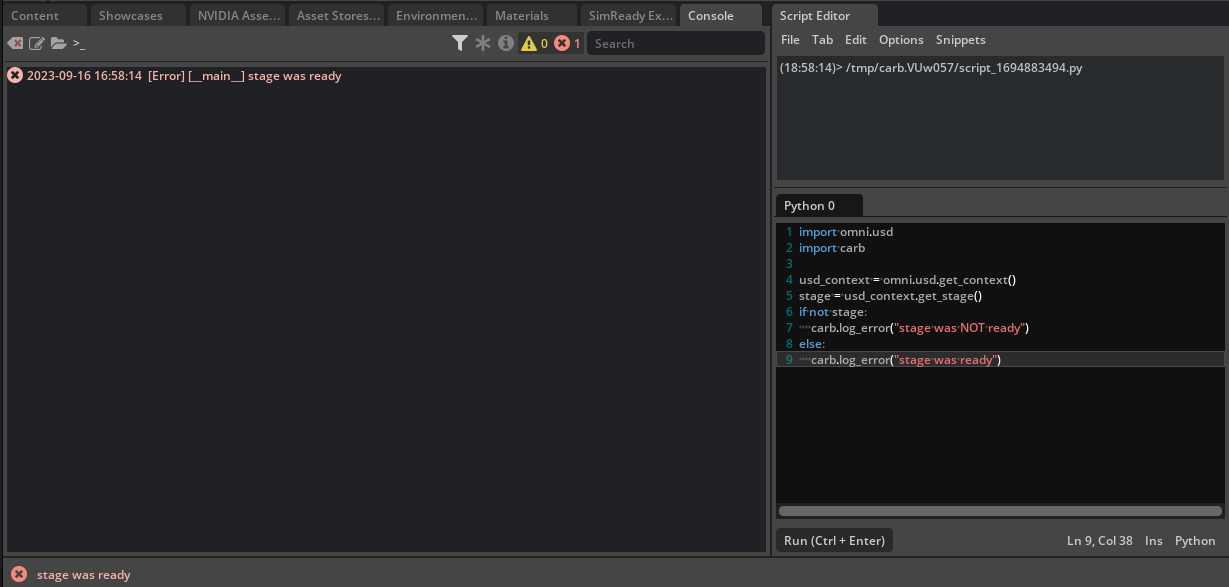 Content Showcases NVIDIA Asse... Asset Stores... Environmen... Materials SimReady Ex... Console
>_ 0 1 Search
2023-09-16 16:58:14 [Error] [__main__] stage was ready
Script Editor
File Tab Edit Options Snippets
(18:58:14)> /tmp/carb.VUw057/script_1694883494.py
Python 0
1 import omni.usd
2 import carb
3
4 usd_context = omni.usd.get_context()
5 stage = usd_context.get_stage()
6 if not stage:
7     carb.log_error("stage was NOT ready")
8 else:
9     carb.log_error("stage was ready")
Run (Ctrl + Enter) Ln 9, Col 38 Ins Python
stage was ready